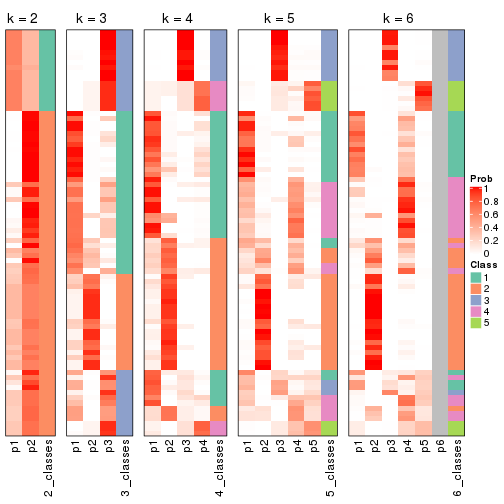 k = 2
k = 3
k = 4
k = 5
k = 6
Prob
1
0.8
0.6
0.4
0.2
0
Class
1
2
3
4
5
p1
p2
2_classes
p1
p2
p3
3_classes
p1
p2
p3
p4
4_classes
p1
p2
p3
p4
p5
5_classes
p1
p2
p3
p4
p5
p6
6_classes